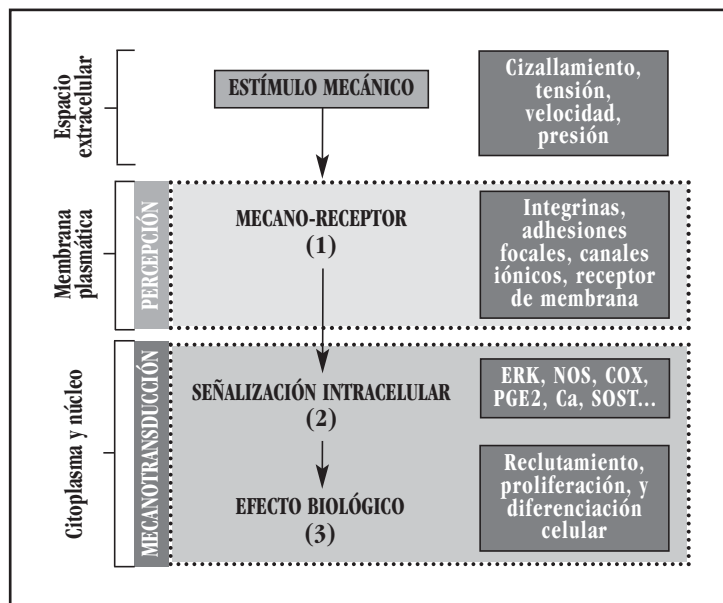 Espacio
extracelular
ESTÍMULO MECÁNICO
Cizallamiento,
tensión,
velocidad,
presión
Membrana
plasmática
PERCEPCIÓN
MECANO-RECEPTOR
(1)
Integrinas,
adhesiones
focales, canales
iónicos, receptor
de membrana
Citoplasma y núcleo
MECANOTRANSDUCCIÓN
SEÑALIZACIÓN INTRACELULAR
(2)
ERK, NOS, COX,
PGE2, Ca, SOST...
EFECTO BIOLÓGICO
(3)
Reclutamiento,
proliferación, y
diferenciación
celular